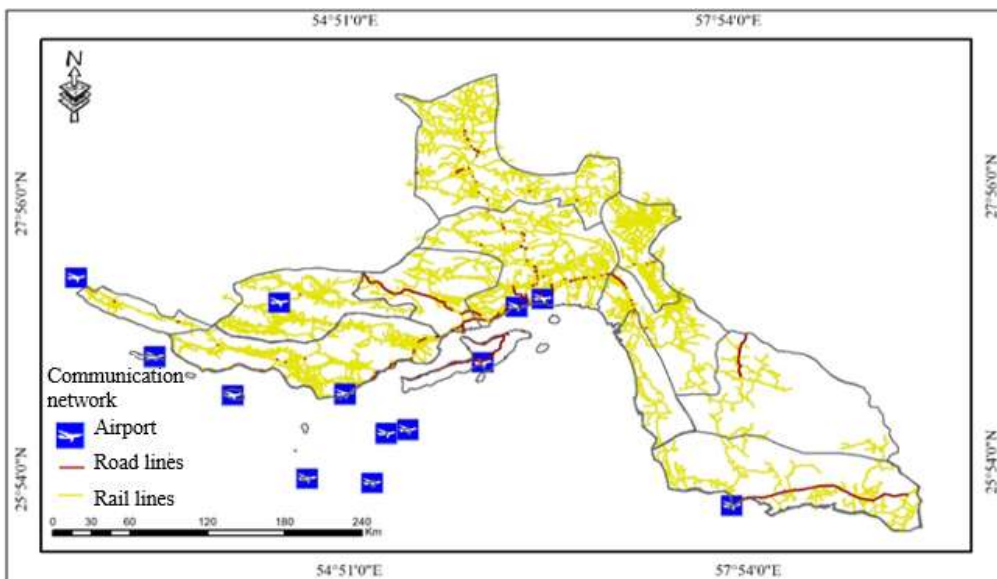 54°51'0"E 57°54'0"E
N
27°56'0"N 27°56'0"N
Communication
network
Airport
Road lines
Rail lines
25°54'0"N 25°54'0"N
0 30 60 120 180 240
Km
54°51'0"E 57°54'0"E